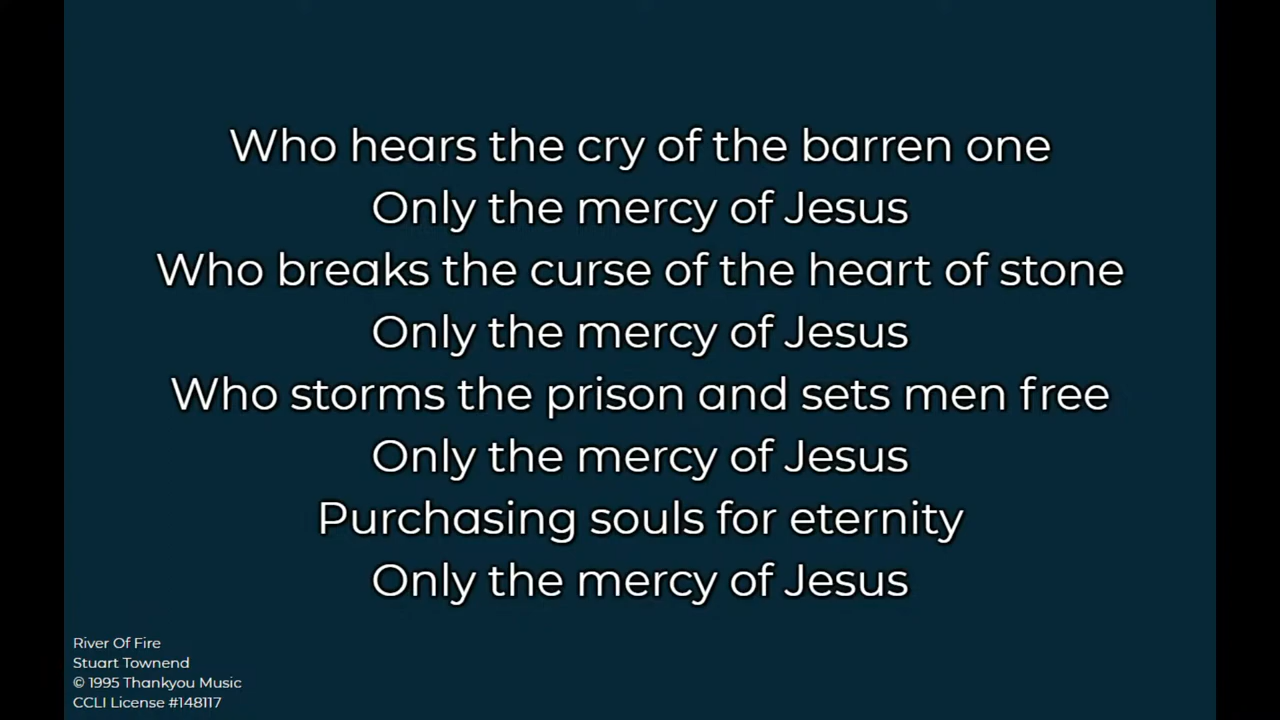 Who hears the cry of the barren one
Only the mercy of Jesus
Who breaks the curse of the heart of stone
Only the mercy of Jesus
Who storms the prison and sets men free
Only the mercy of Jesus
Purchasing souls for eternity
Only the mercy of Jesus
River Of Fire
Stuart Townend
© 1995 Thankyou Music
CCLI License #148117